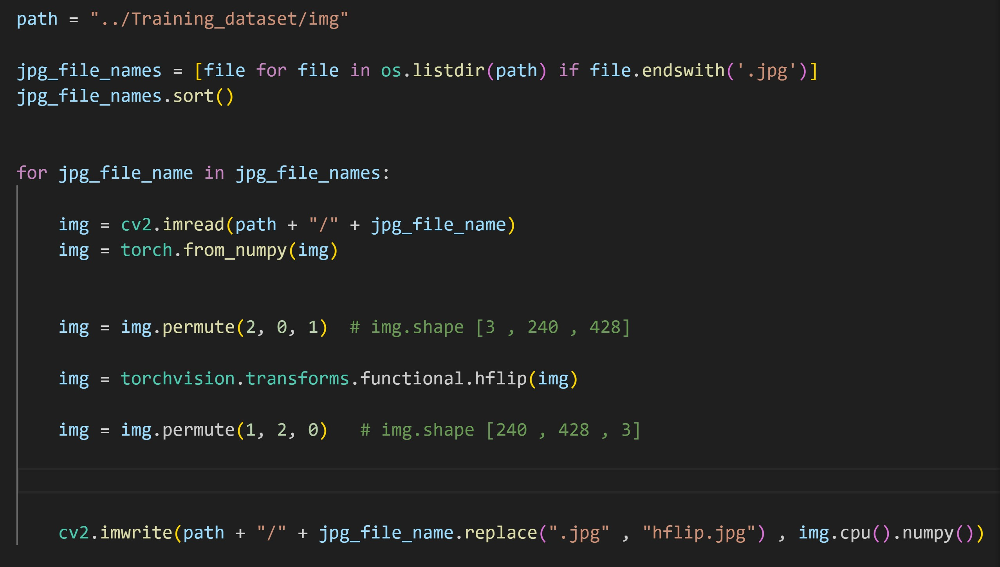 path = "../Training_dataset/img"
jpg_file_names = [file for file in os.listdir(path) if file.endswith('.jpg')]
jpg_file_names.sort()
for jpg_file_name in jpg_file_names:
img = cv2.imread(path + "/" + jpg_file_name)
img = torch.from_numpy(img)
img = img.permute(2, 0, 1)  # img.shape [3 , 240 , 428]
img = torchvision.transforms.functional.hflip(img)
img = img.permute(1, 2, 0)   # img.shape [240 , 428 , 3]
cv2.imwrite(path + "/" + jpg_file_name.replace(".jpg" , "hflip.jpg") , img.cpu().numpy())